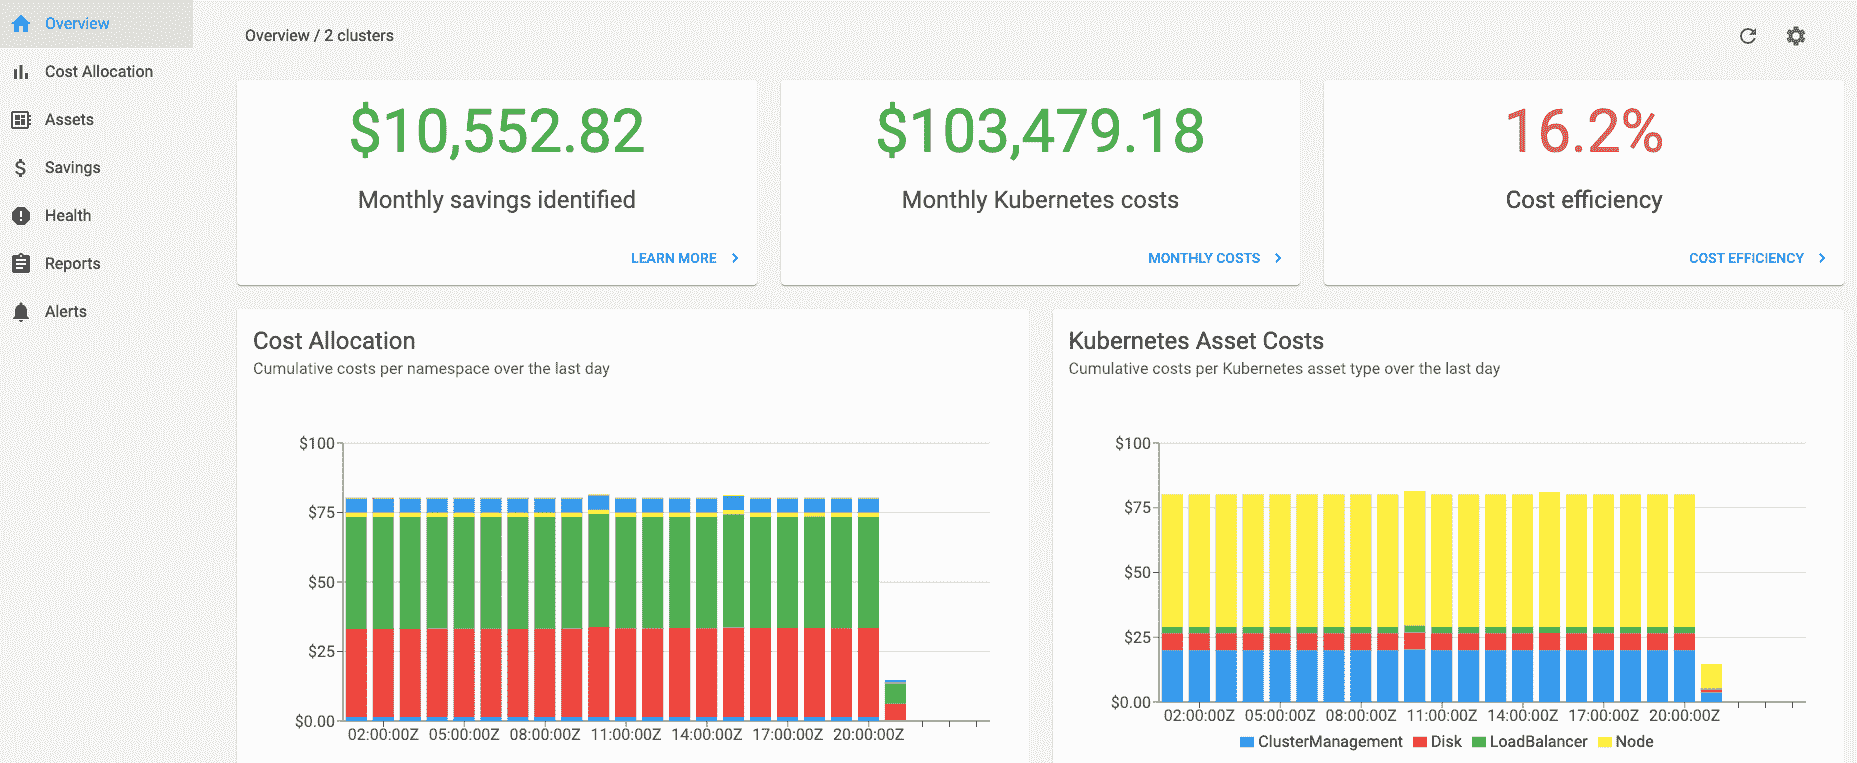 Overview
Cost Allocation
Assets
Savings
Health
Reports
Alerts
Overview / 2 clusters
$10,552.82
Monthly savings identified
LEARN MORE
$103,479.18
Monthly Kubernetes costs
MONTHLY COSTS
16.2%
Cost efficiency
COST EFFICIENCY
Cost Allocation
Cumulative costs per namespace over the last day
$100
$75
$50
$25
$0.00
02:00:00Z 05:00:00Z 08:00:00Z 11:00:00Z 14:00:00Z 17:00:00Z 20:00:00Z
Kubernetes Asset Costs
Cumulative costs per Kubernetes asset type over the last day
$100
$75
$50
$25
$0.00
02:00:00Z 05:00:00Z 08:00:00Z 11:00:00Z 14:00:00Z 17:00:00Z 20:00:00Z
ClusterManagement Disk LoadBalancer Node